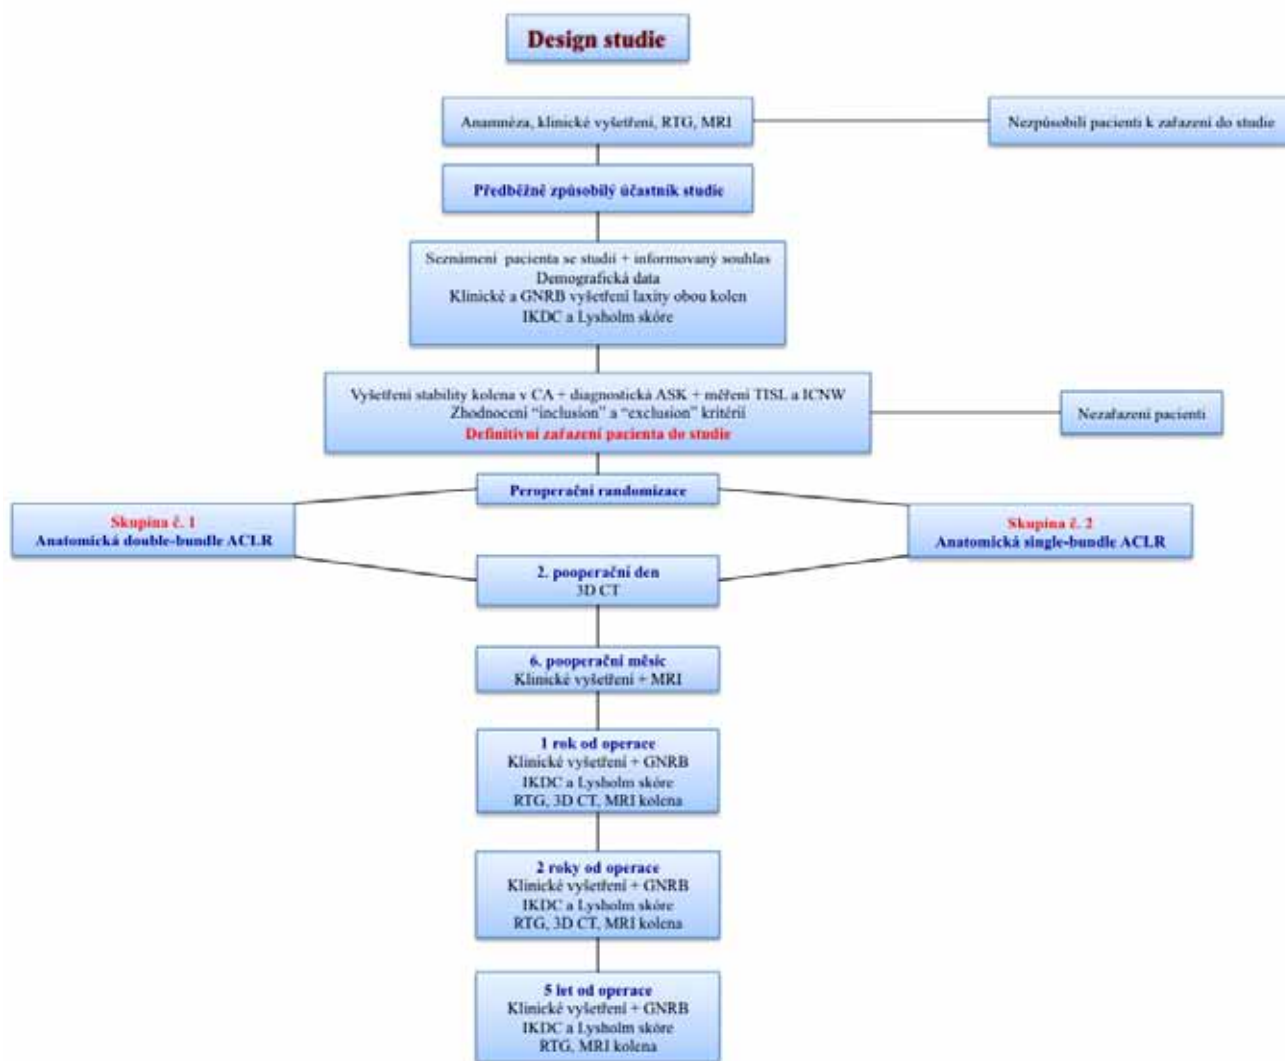 Design studie
Anamnéza, klinické vyšetření, RTG, MRI
Nezpůsobilí pacienti k zařazení do studie
Předběžně způsobilý účastník studie
Seznámení pacienta se studií + informovaný souhlas
Demografická data
Klinické a GNRB vyšetření laxity obou kolen
IKDC a Lysholm skóre
Vyšetření stability kolena v CA + diagnostická ASK + měření TISL a ICNW
Zhodnocení “inclusion” a “exclusion” kritérií
Definitivní zařazení pacienta do studie
Nezařazení pacienti
Peroperační randomizace
Skupina č. 1
Anatomická double-bundle ACLR
Skupina č. 2
Anatomická single-bundle ACLR
2. pooperační den
3D CT
6. pooperační měsíc
Klinické vyšetření + MRI
1 rok od operace
Klinické vyšetření + GNRB
IKDC a Lysholm skóre
RTG, 3D CT, MRI kolena
2 roky od operace
Klinické vyšetření + GNRB
IKDC a Lysholm skóre
RTG, 3D CT, MRI kolena
5 let od operace
Klinické vyšetření + GNRB
IKDC a Lysholm skóre
RTG, MRI kolena